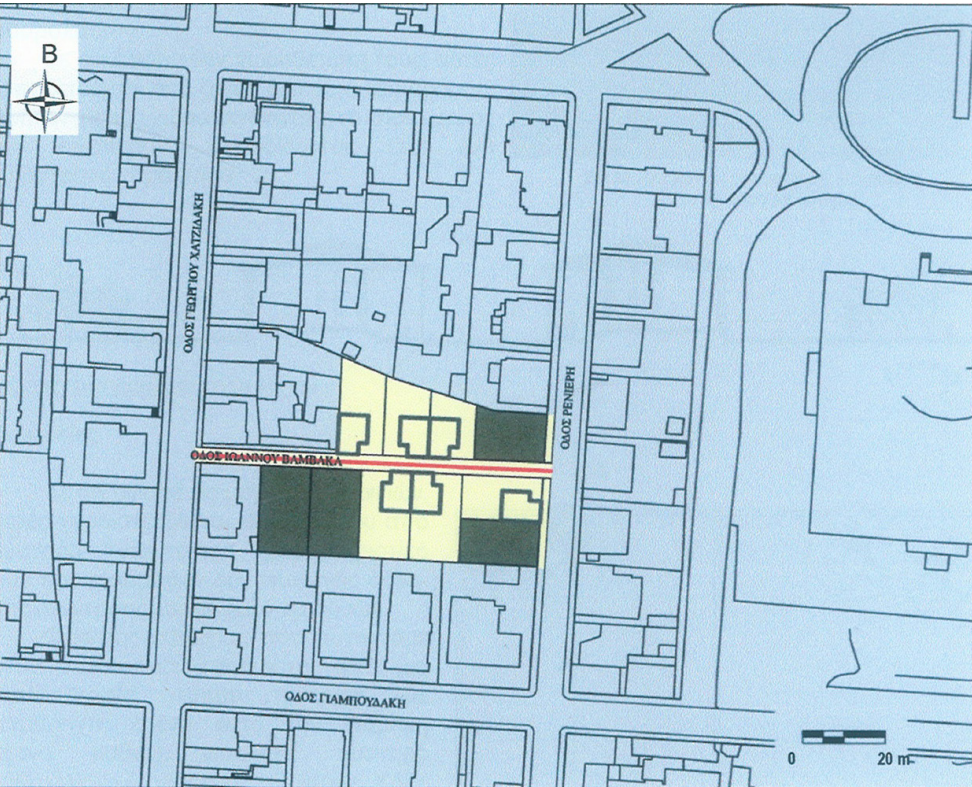 Β
ΟΔΟΣ ΓΕΩΡΓΙΟΥ ΧΑΤΖΙΔΑΚΗ
ΟΔΟΣ ΡΕΝΙΕΡΗ
ΟΔΟΣ ΙΩΑΝΝΟΥ ΒΑΜΒΑΚΑ
ΟΔΟΣ ΓΙΑΜΠΟΥΔΑΚΗ
0 20 m